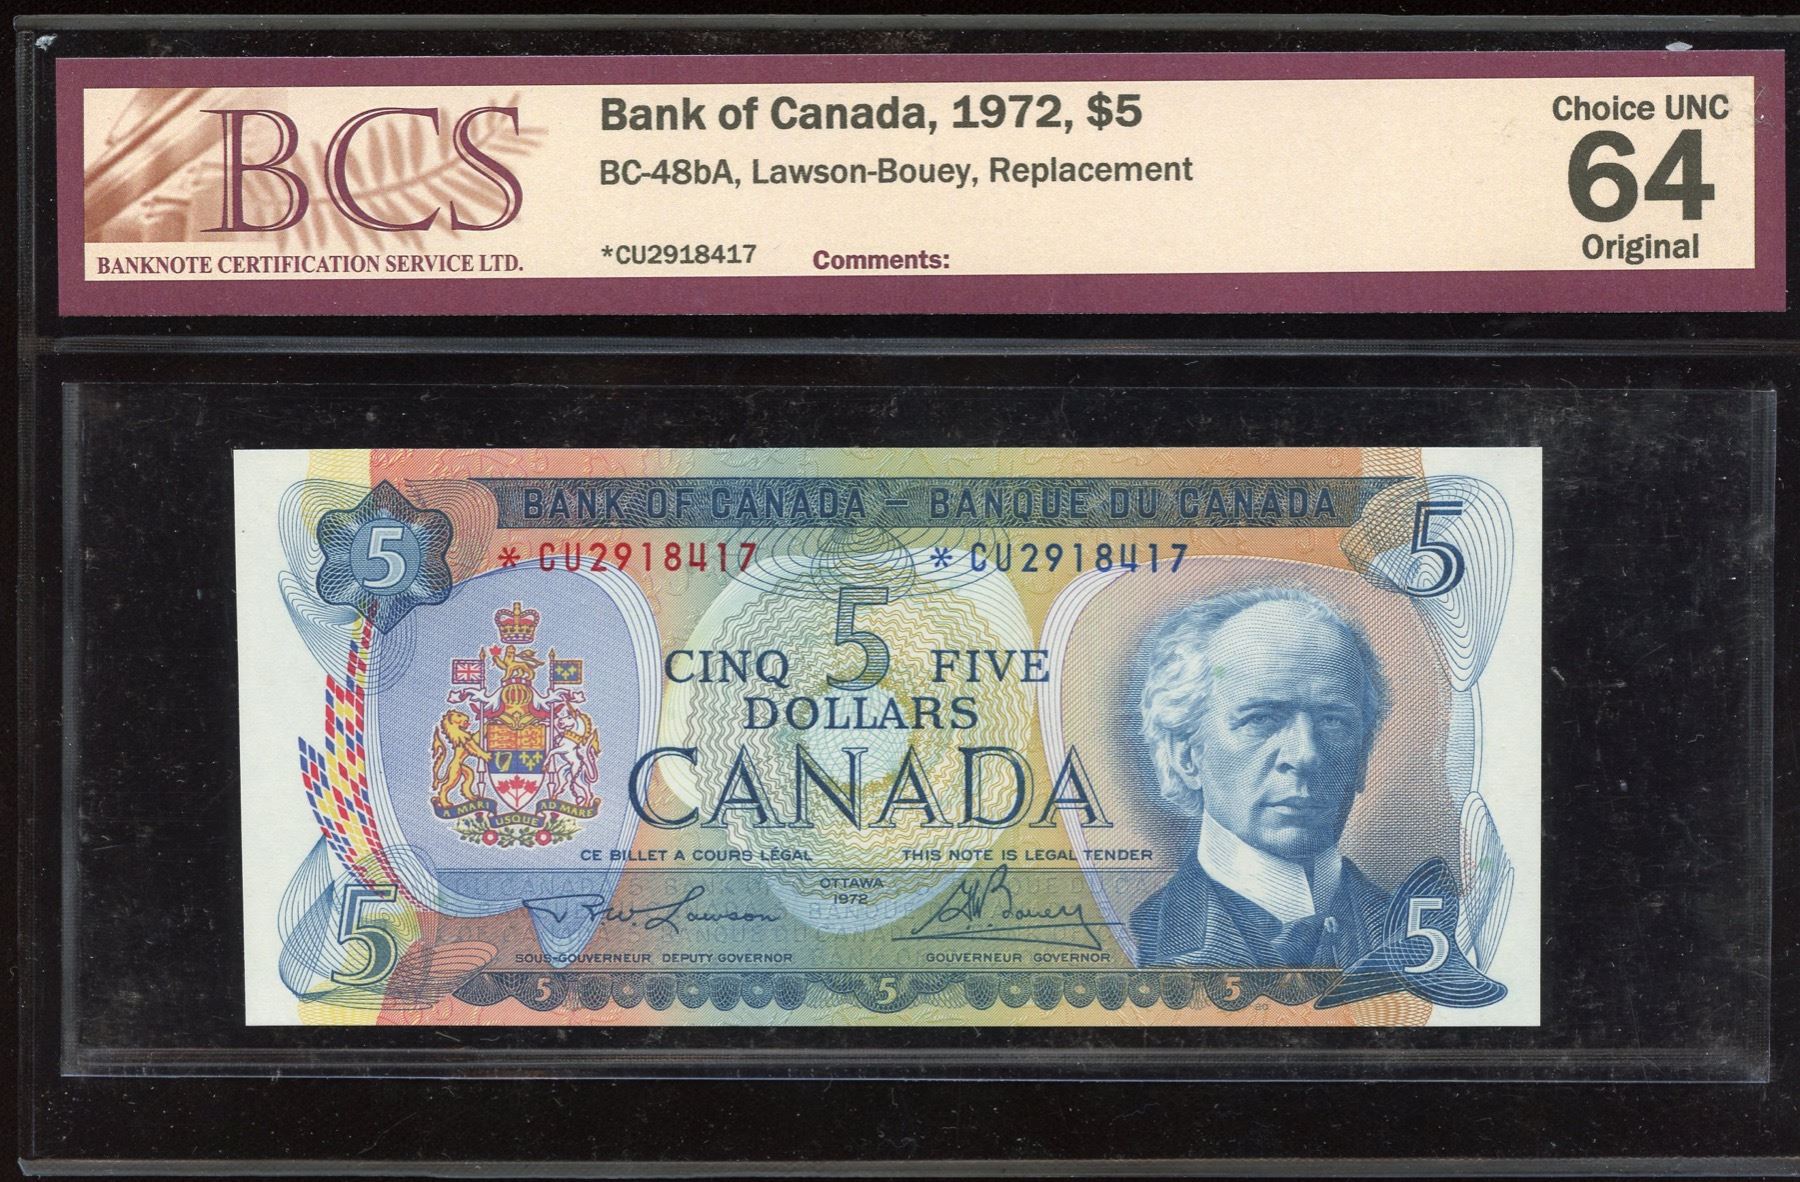 BCS
BANKNOTE CERTIFICATION SERVICE LTD.
Bank of Canada, 1972, $5
BC-48bA, Lawson-Bouey, Replacement
*CU2918417 Comments:
Choice UNC
64
Original
BANK OF CANADA – BANQUE DU CANADA
5
5
* CU2918417 * CU2918417
5
CINQ FIVE
DOLLARS
CANADA
A MARI USQUE AD MARE
CE BILLET A COURS LÉGAL THIS NOTE IS LEGAL TENDER
OTTAWA
1972
R.W. Lawson G.K. Bouey
SOUS-GOUVERNEUR DEPUTY GOVERNOR GOUVERNEUR GOVERNOR
5 5
5 5 5